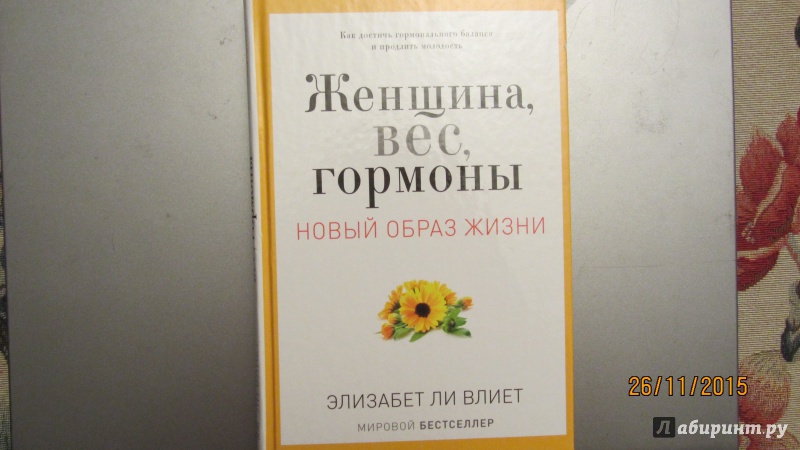 Как достичь гормонального баланса
и продлить молодость
Женщина,
вес,
гормоны
НОВЫЙ ОБРАЗ ЖИЗНИ
ЭЛИЗАБЕТ ЛИ ВЛИЕТ
МИРОВОЙ БЕСТСЕЛЛЕР
26/11/2015
Лабиринт.ру